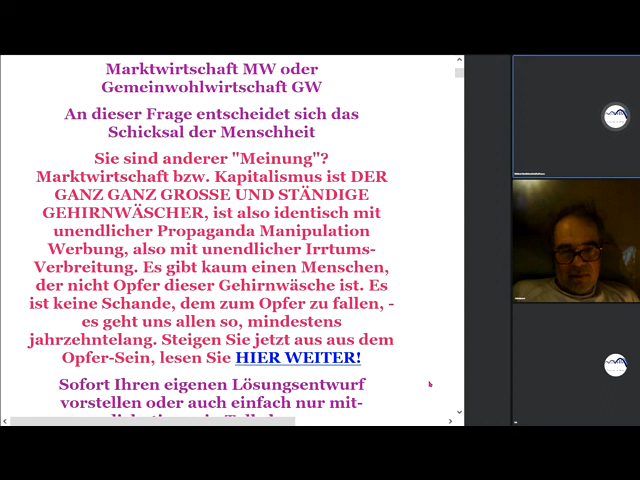 Marktwirtschaft MW oder
Gemeinwohlwirtschaft GW
An dieser Frage entscheidet sich das
Schicksal der Menschheit
Sie sind anderer "Meinung"?
Marktwirtschaft bzw. Kapitalismus ist DER
GANZ GANZ GROSSE UND STÄNDIGE
GEHIRNWÄSCHER, ist also identisch mit
unendlicher Propaganda Manipulation
Werbung, also mit unendlicher Irrtums-
Verbreitung. Es gibt kaum einen Menschen,
der nicht Opfer dieser Gehirnwäsche ist. Es
ist keine Schande, dem zum Opfer zu fallen, -
es geht uns allen so, mindestens
jahrzehntelang. Steigen Sie jetzt aus aus dem
Opfer-Sein, lesen Sie HIER WEITER!
Sofort Ihren eigenen Lösungsentwurf
vorstellen oder auch einfach nur mit-